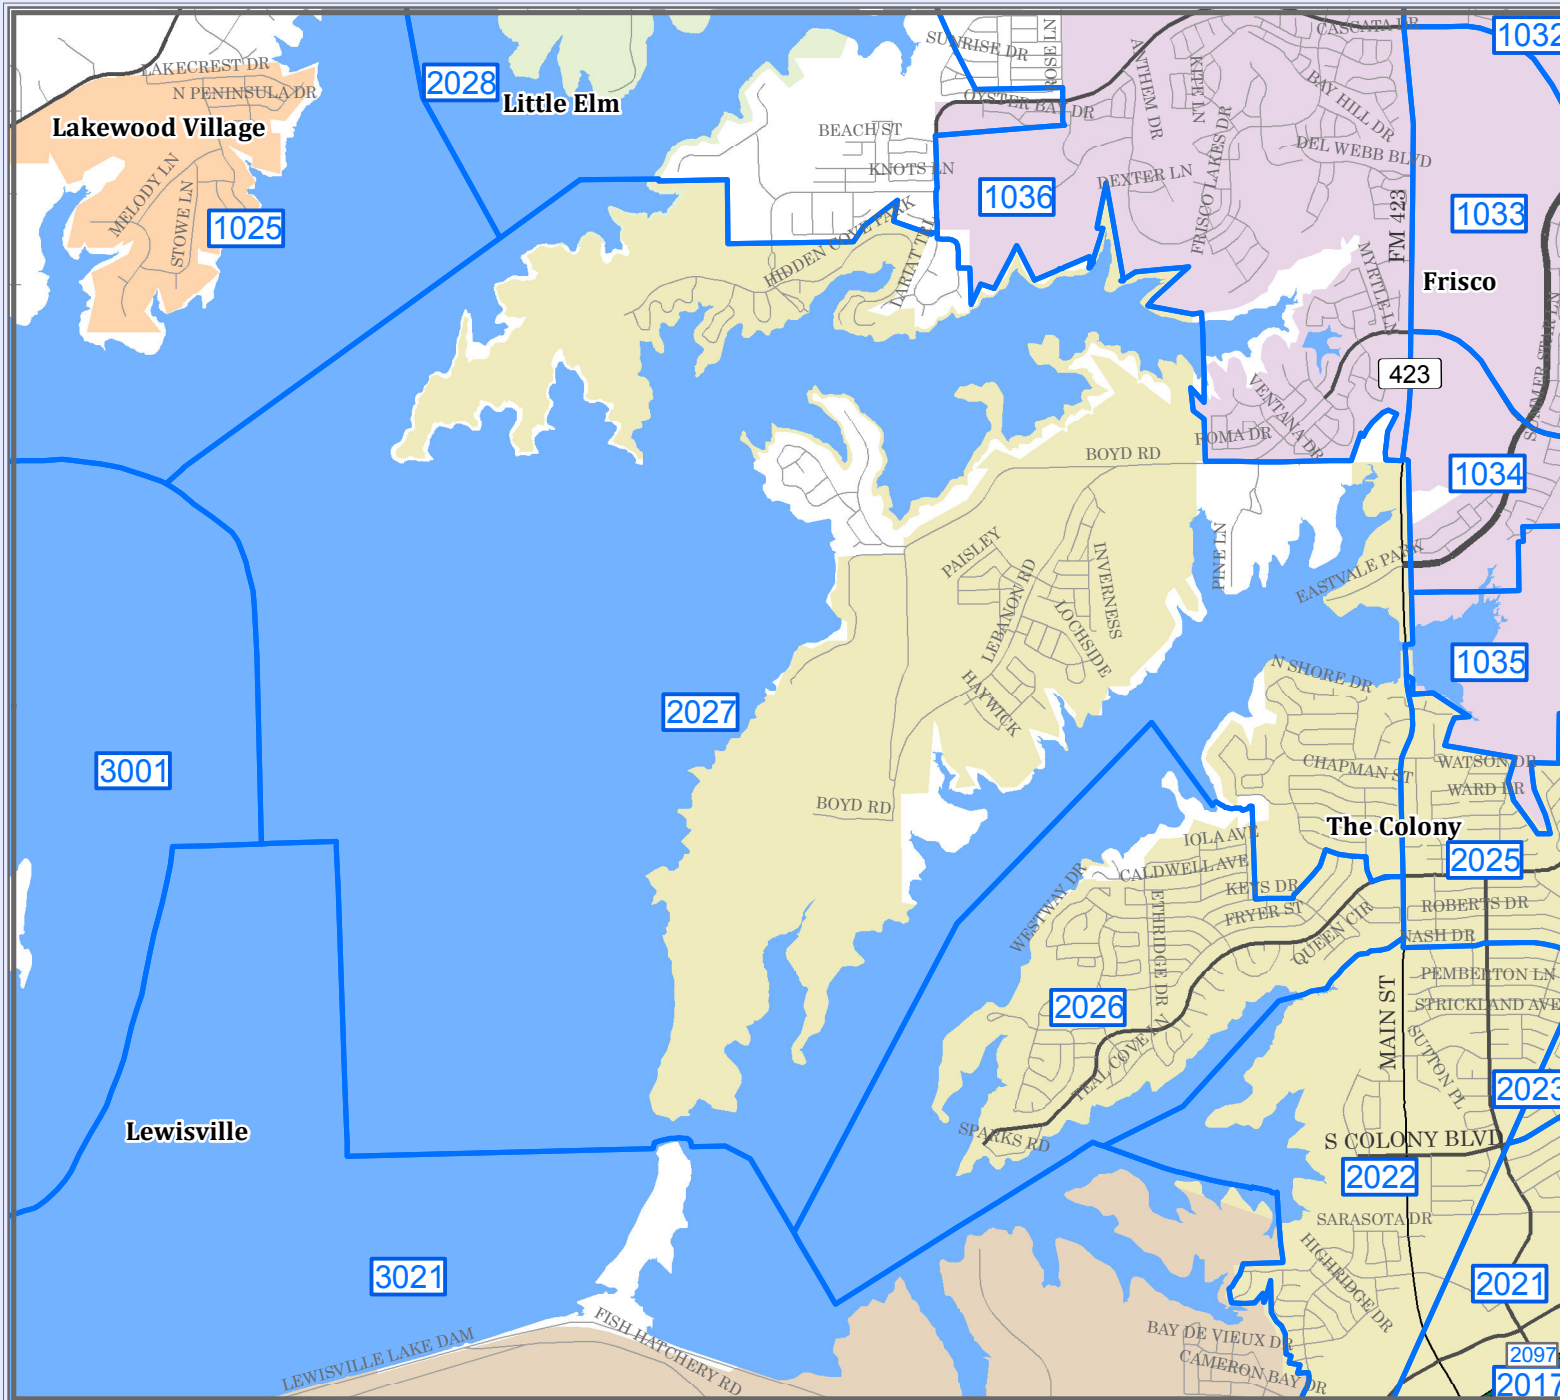 CASCATA DR
1032
SUNRISE DR
ROSE LN
ANTHEM DR
KITE LN
BAY HILL DR
LAKECREST DR
2028
Little Elm
N PENINSULA DR
OYSTER BAY DR
Lakewood Village
BEACH ST
DEL WEBB BLVD
KNOTS LN
DEXTER LN
FRISCO LAKES DR
MELODY LN
STOWE LN
1025
1036
FM 423
1033
HIDDEN COVE PARK
LARIAT TRL
MYRTLE LN
Frisco
SUMMER STAR LN
423
VENTANA DR
ROMA DR
BOYD RD
1034
PAISLEY
INVERNESS
PINE LN
EASTVALE PARK
LEBANON RD
LOCHSIDE
1035
N SHORE DR
HAYWICK
2027
3001
CHAPMAN ST
WATSON DR
WARD DR
BOYD RD
The Colony
IOLA AVE
2025
CALDWELL AVE
KEYS DR
WESTWAY DR
ETHRIDGE DR
FRYER ST
ROBERTS DR
QUEEN CIR
NASH DR
PEMBERTON LN
2026
STRICKLAND AVE
MAIN ST
SUTTON PL
TEAL COVE LN
2023
Lewisville
SPARKS RD
S COLONY BLVD
2022
SARASOTA DR
HIGHRIDGE DR
3021
2021
FISH HATCHERY RD
BAY DE VIEUX DR
LEWISVILLE LAKE DAM
CAMERON BAY DR
2097
2017